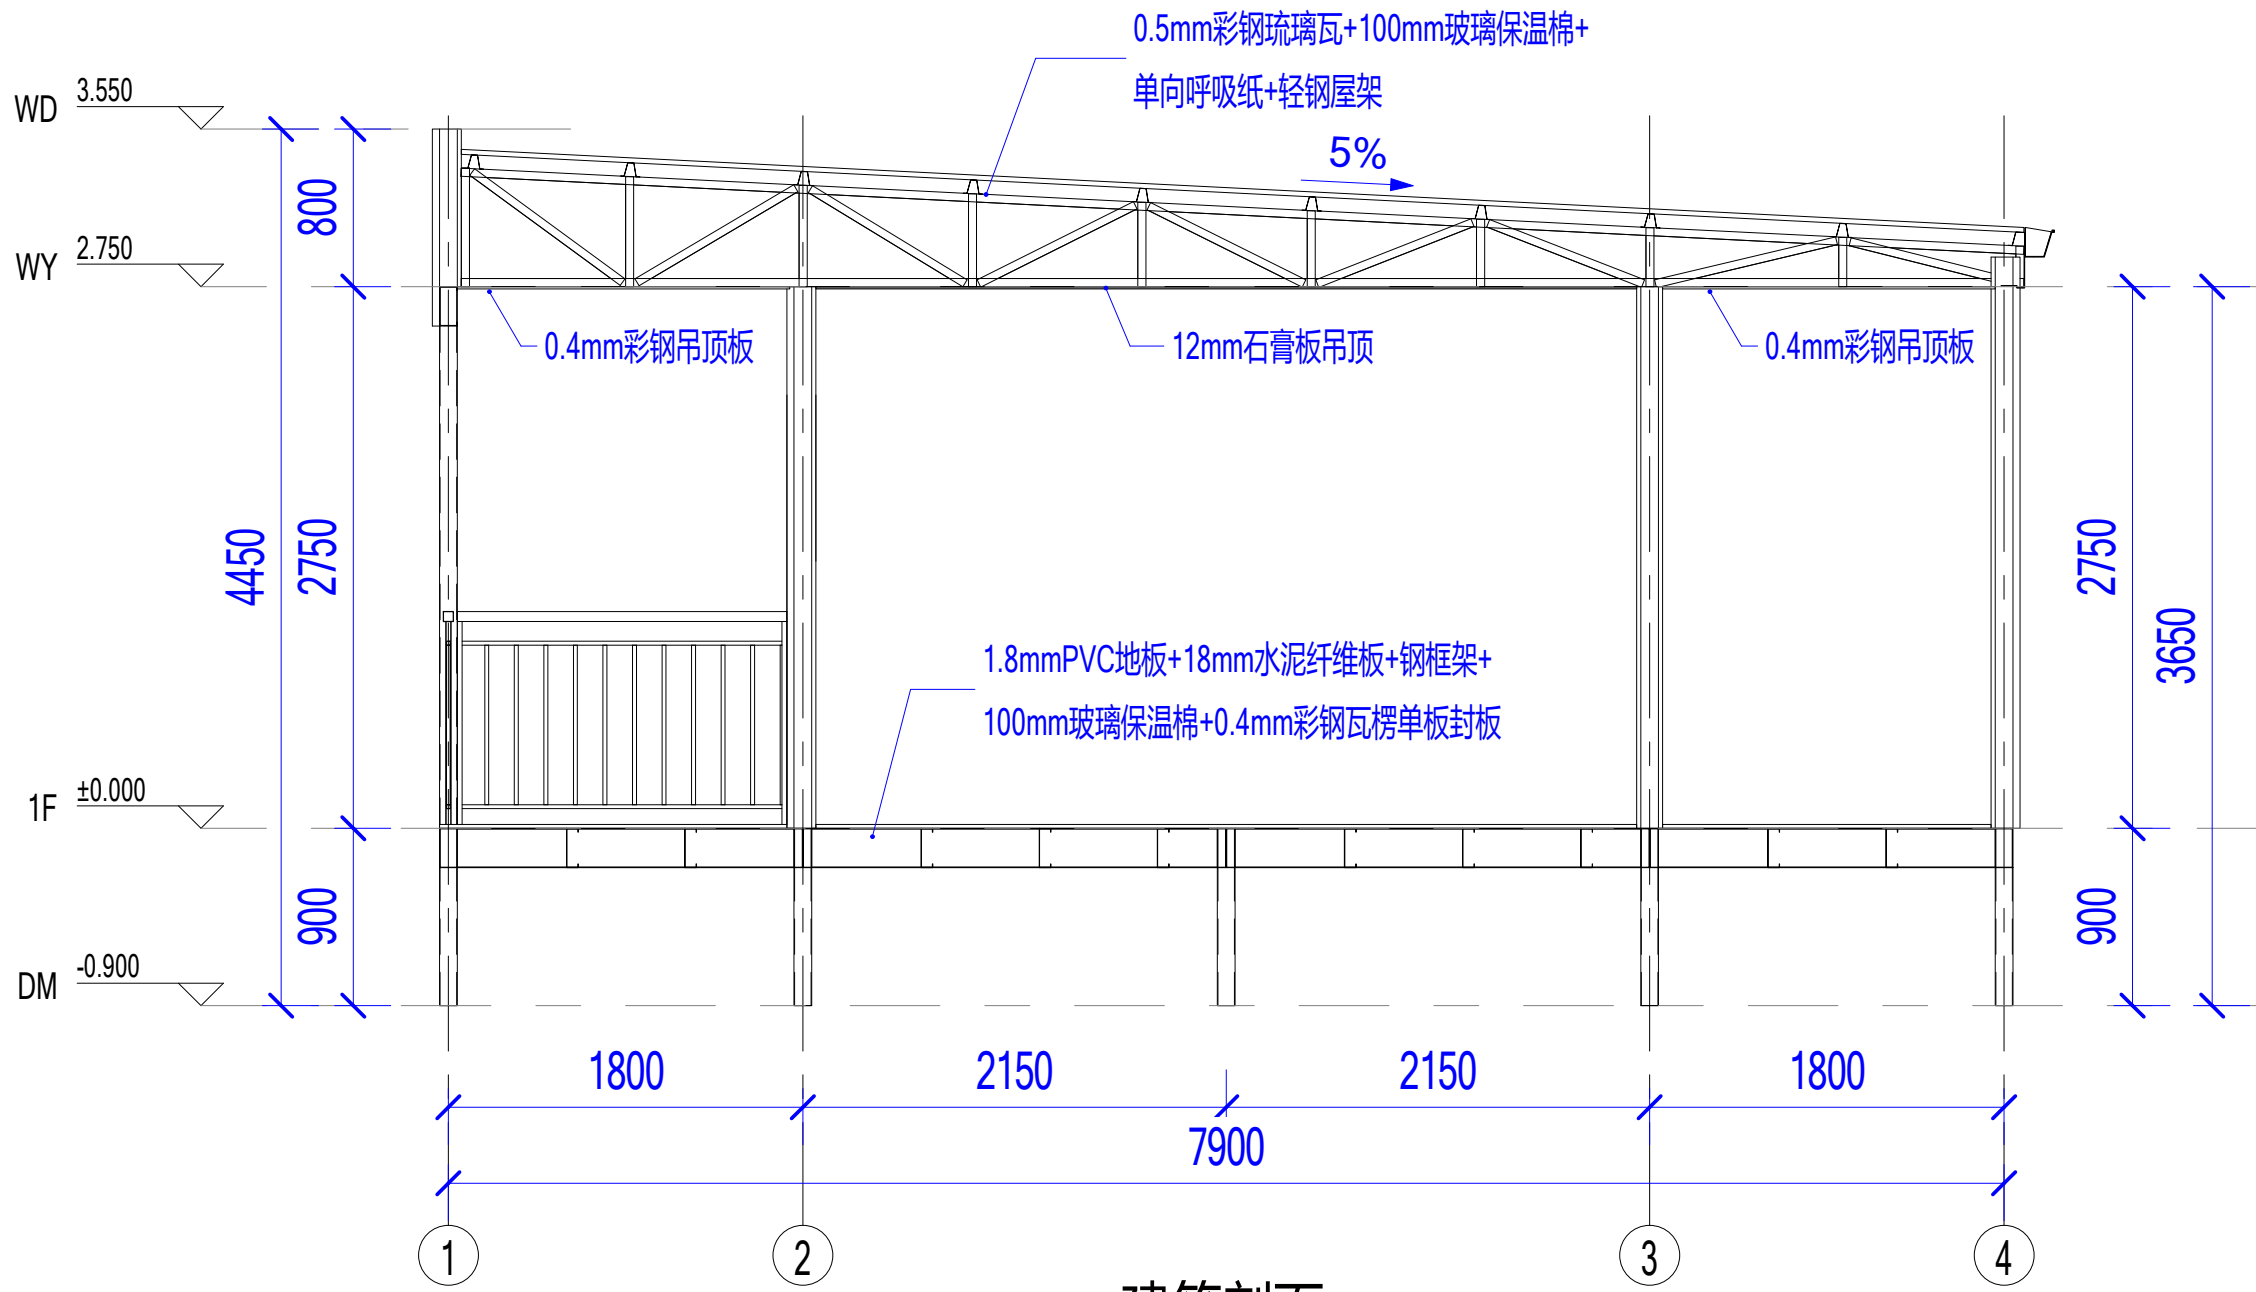 0.5mm彩钢琉璃瓦+100mm玻璃保温棉+
单向呼吸纸+轻钢屋架
5%
WD 3.550
WY 2.750
800
0.4mm彩钢吊顶板
12mm石膏板吊顶
0.4mm彩钢吊顶板
4450
2750
2750
3650
1.8mmPVC地板+18mm水泥纤维板+钢框架+
100mm玻璃保温棉+0.4mm彩钢瓦楞单板封板
1F ±0.000
900
900
DM -0.900
1800 2150 2150 1800
7900
1 2 3 4
建筑剖面